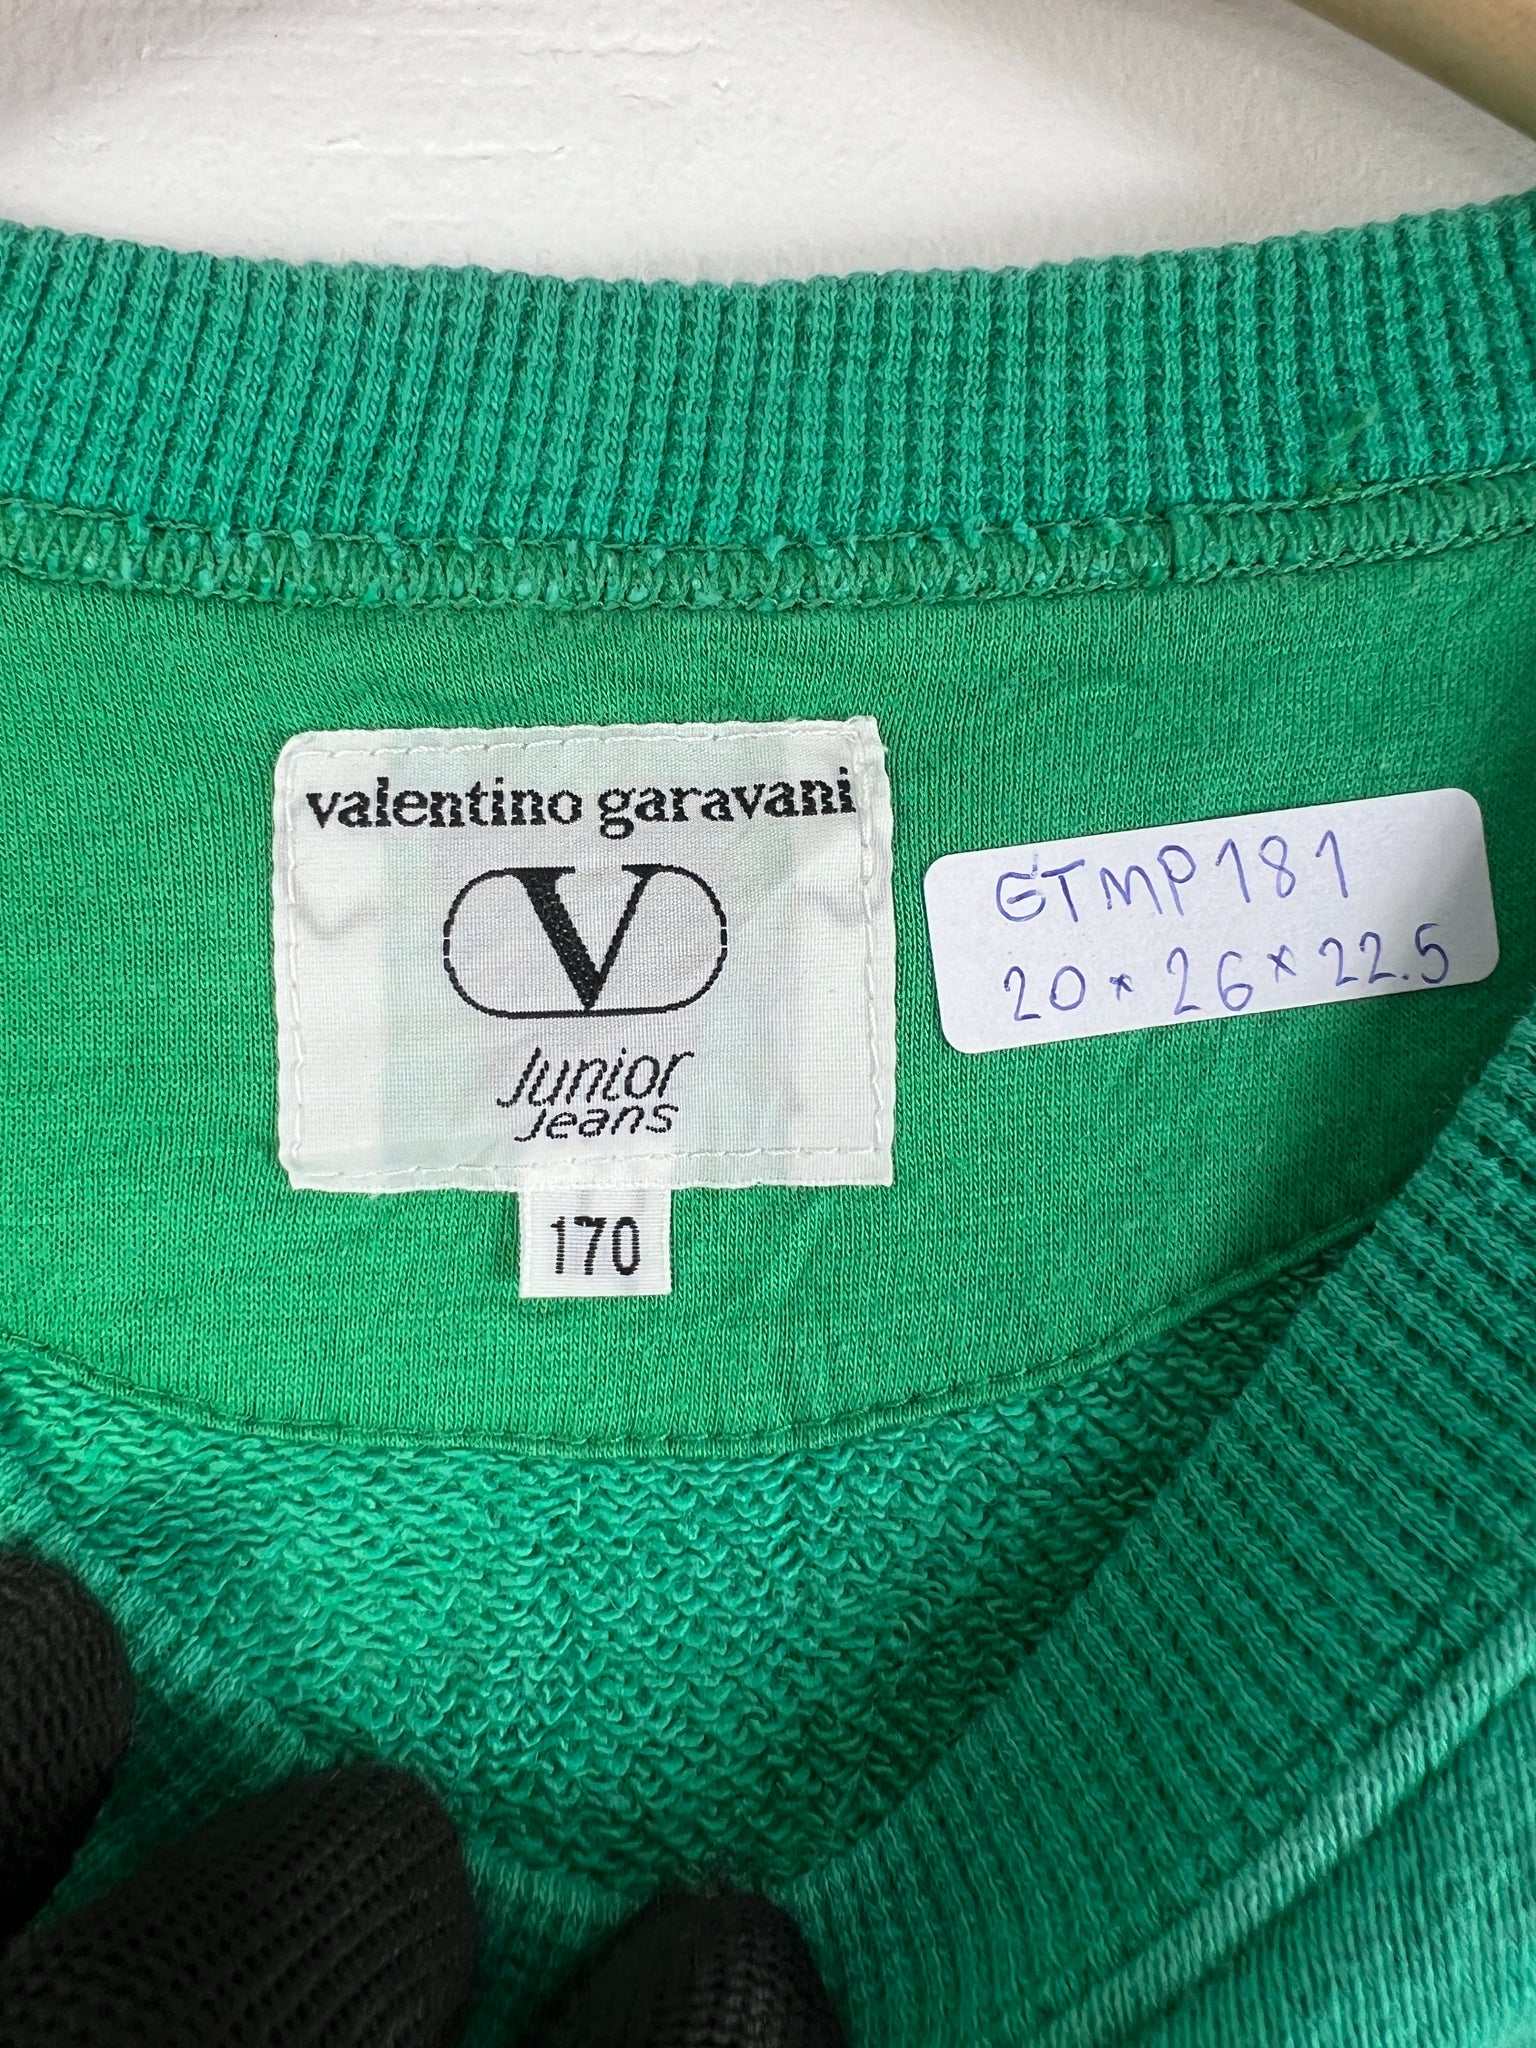 valentino garavani
V
Junior
Jeans
170
GTMP181
20*26*22.5